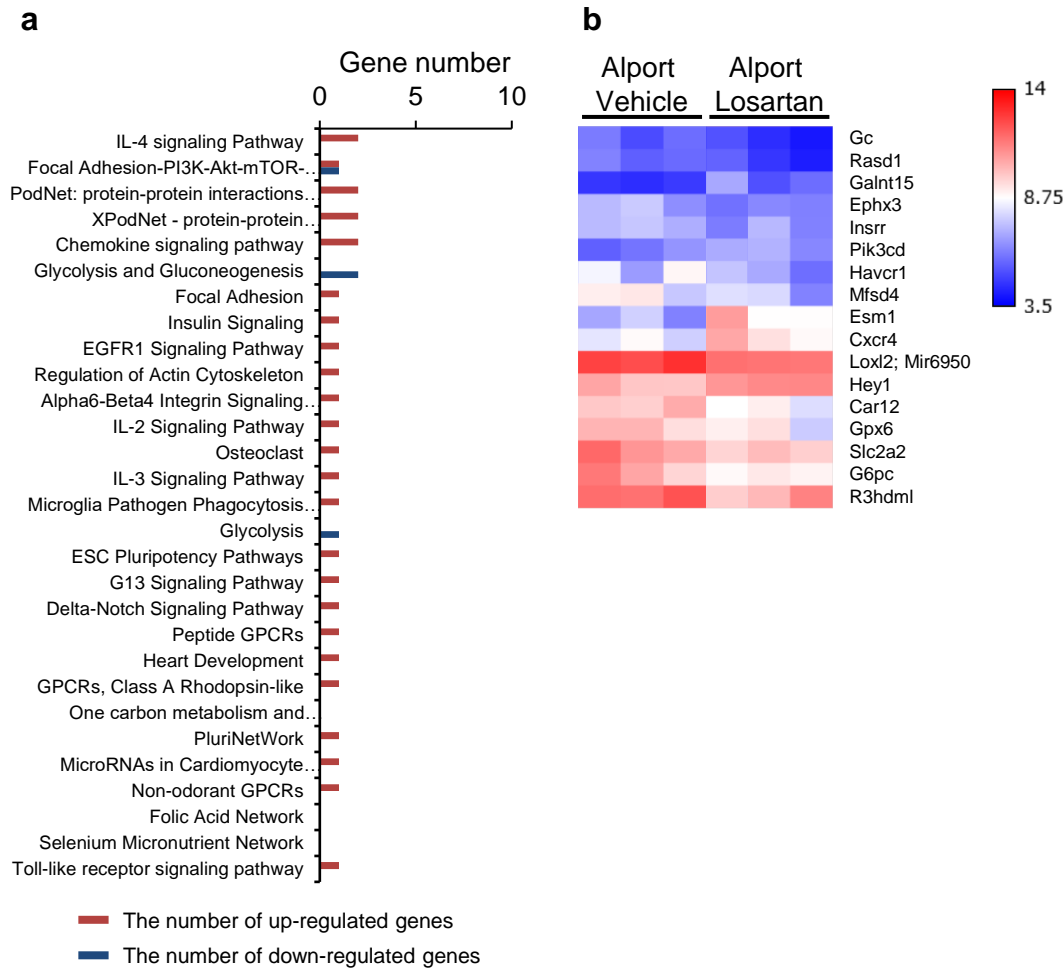 a
Gene number
0 5 10
IL-4 signaling Pathway
Focal Adhesion-PI3K-Akt-mTOR-…
PodNet: protein-protein interactions…
XPodNet - protein-protein…
Chemokine signaling pathway
Glycolysis and Gluconeogenesis
Focal Adhesion
Insulin Signaling
EGFR1 Signaling Pathway
Regulation of Actin Cytoskeleton
Alpha6-Beta4 Integrin Signaling…
IL-2 Signaling Pathway
Osteoclast
IL-3 Signaling Pathway
Microglia Pathogen Phagocytosis…
Glycolysis
ESC Pluripotency Pathways
G13 Signaling Pathway
Delta-Notch Signaling Pathway
Peptide GPCRs
Heart Development
GPCRs, Class A Rhodopsin-like
One carbon metabolism and…
PluriNetWork
MicroRNAs in Cardiomyocyte…
Non-odorant GPCRs
Folic Acid Network
Selenium Micronutrient Network
Toll-like receptor signaling pathway
The number of up-regulated genes
The number of down-regulated genes
b
Alport Vehicle
Alport Losartan
Gc
Rasd1
Galnt15
Ephx3
Insrr
Pik3cd
Havcr1
Mfsd4
Esm1
Cxcr4
Loxl2; Mir6950
Hey1
Car12
Gpx6
Slc2a2
G6pc
R3hdml
14
8.75
3.5